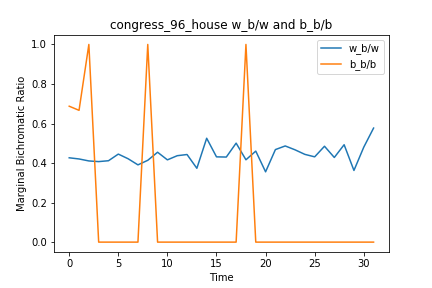 congress_96_house w_b/w and b_b/b
w_b/w
b_b/b
1.0
0.8
0.6
0.4
0.2
0.0
Marginal Bichromatic Ratio
0 5 10 15 20 25 30
Time